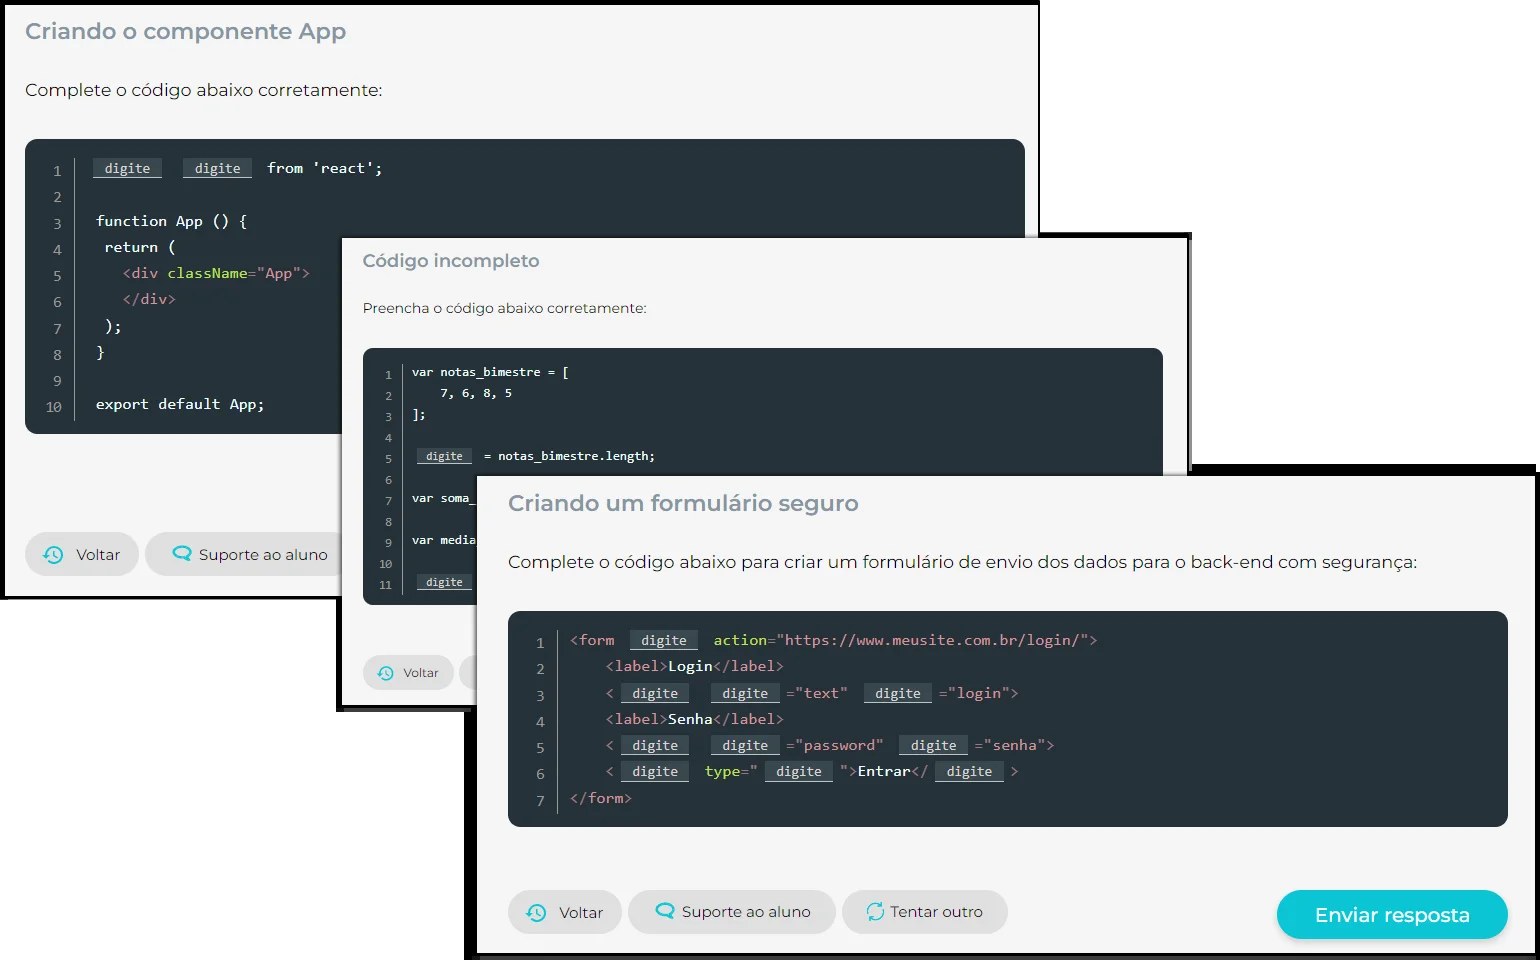 Criando o componente App
Complete o código abaixo corretamente:
1 digite digite from 'react';
2
3 function App () {
4 return (
5 <div className="App">
6 </div>
7 );
8 }
9
10 export default App;
Voltar
Suporte ao aluno
Código incompleto
Preencha o código abaixo corretamente:
1 var notas_bimestre = [
2 7, 6, 8, 5
3 ];
4
5 digite = notas_bimestre.length;
6
7 var soma_
8
9 var media
10
11 digite
Voltar
Criando um formulário seguro
Complete o código abaixo para criar um formulário de envio dos dados para o back-end com segurança:
1 <form digite action="https://www.meusite.com.br/login/">
2 <label>Login</label>
3 < digite digite ="text" digite ="login">
4 <label>Senha</label>
5 < digite digite ="password" digite ="senha">
6 < digite type=" digite ">Entrar</ digite >
7 </form>
Voltar
Suporte ao aluno
Tentar outro
Enviar resposta